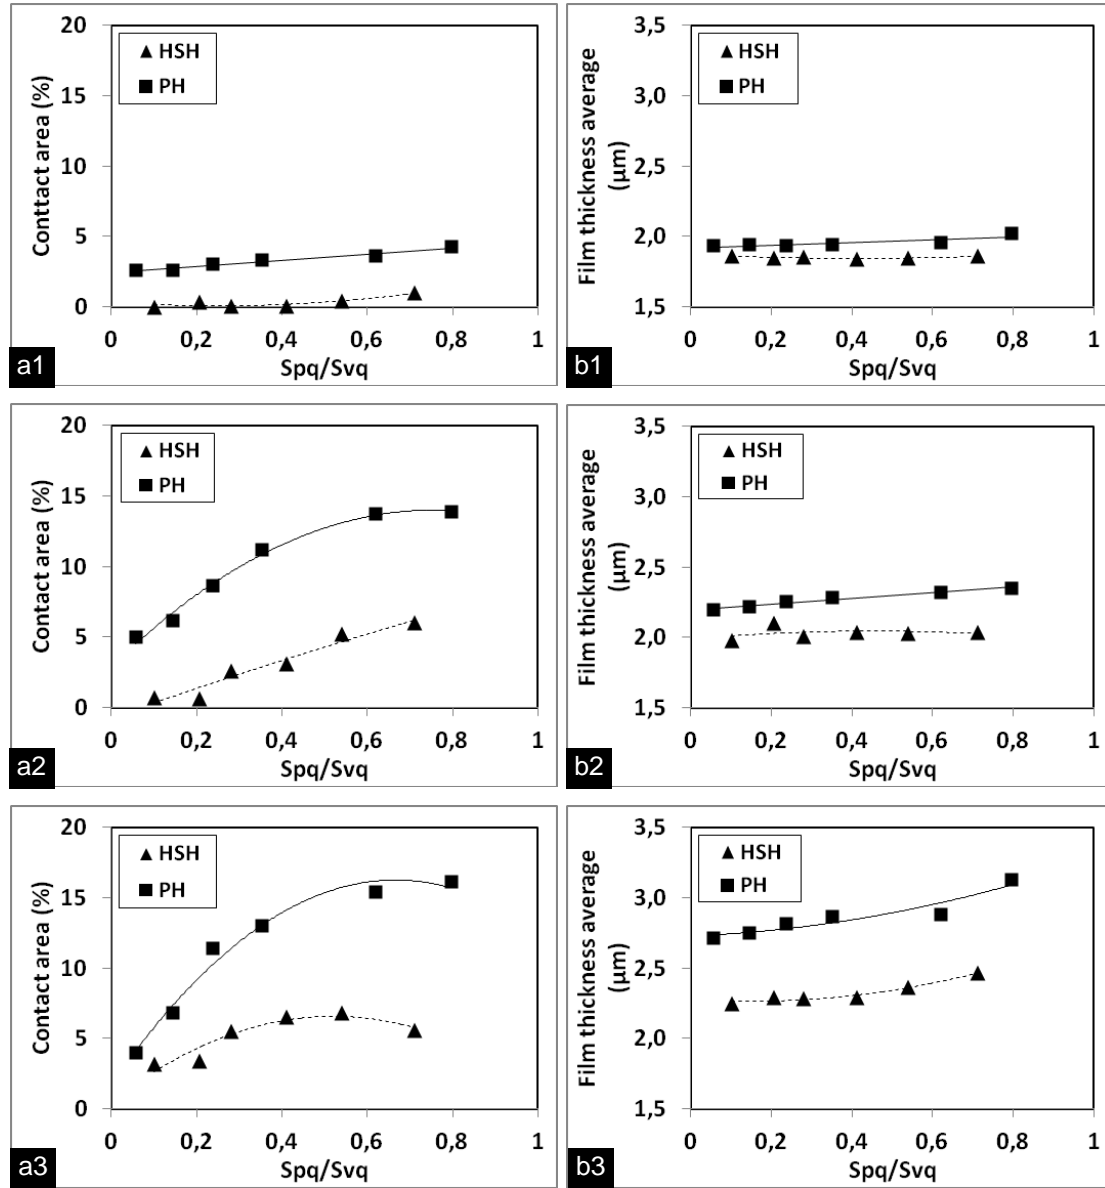 20
15
10
5
0
Conttact area (%)
HSH
PH
0 0,2 0,4 0,6 0,8 1
Spq/Svq
a1
3,5
3,0
2,5
2,0
1,5
Film thickness average
(µm)
HSH
PH
0 0,2 0,4 0,6 0,8 1
Spq/Svq
b1
20
15
10
5
0
Contact area (%)
HSH
PH
0 0,2 0,4 0,6 0,8 1
Spq/Svq
a2
3,5
3,0
2,5
2,0
1,5
Film thickness average
(µm)
HSH
PH
0 0,2 0,4 0,6 0,8 1
Spq/Svq
b2
20
15
10
5
0
Contact area (%)
HSH
PH
0 0,2 0,4 0,6 0,8 1
Spq/Svq
a3
3,5
3,0
2,5
2,0
1,5
Film thickness average
(µm)
HSH
PH
0 0,2 0,4 0,6 0,8 1
Spq/Svq
b3